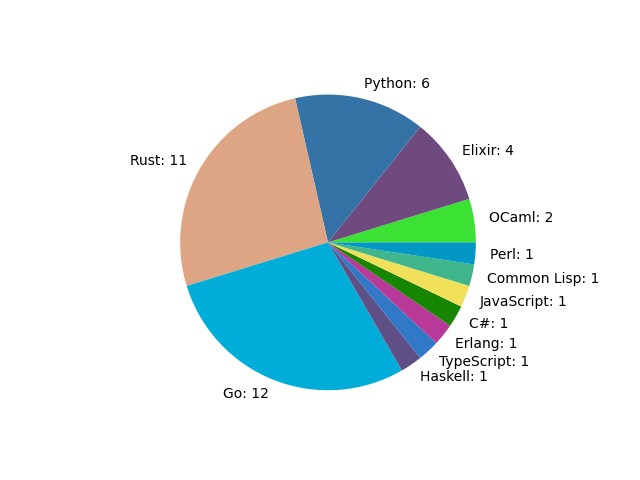 Python: 6
Elixir: 4
Rust: 11
OCaml: 2
Perl: 1
Common Lisp: 1
JavaScript: 1
C#: 1
Erlang: 1
TypeScript: 1
Haskell: 1
Go: 12